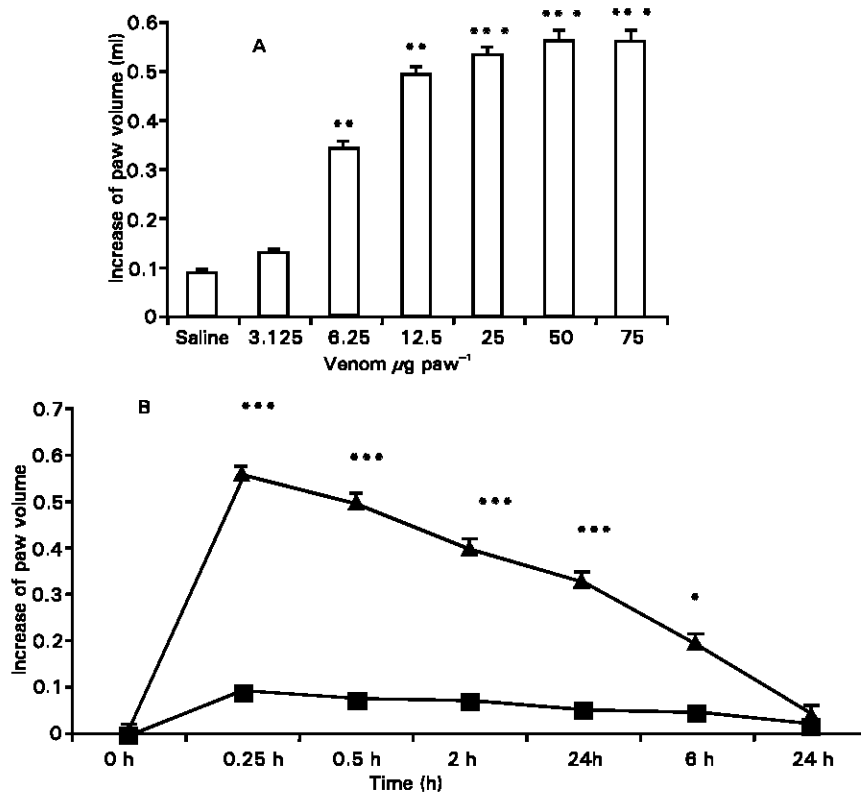 A
Increase of paw volume (ml)
0.6
0.5
0.4
0.3
0.2
0.1
0
** ** *** *** ***
Saline 3.125 6.25 12.5 25 50 75
Venom μg paw⁻¹
B
Increase of paw volume
0.7
0.6
0.5
0.4
0.3
0.2
0.1
0
***
***
***
***
*
0 h 0.25 h 0.5 h 2 h 24h 6 h 24 h
Time (h)